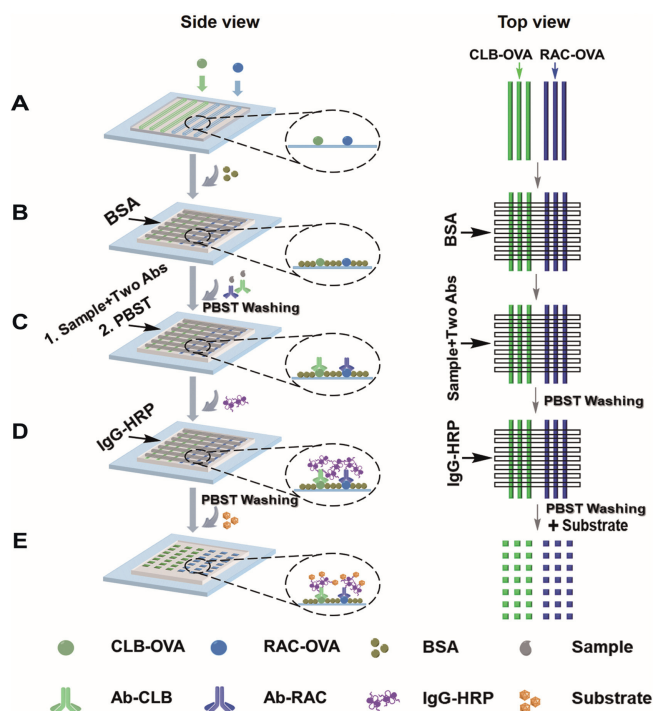 Side view
Top view
CLB-OVA RAC-OVA
A
B
BSA
BSA
1. Sample+Two Abs
2. PBST
PBST Washing
C
Sample+Two Abs
PBST Washing
D
IgG-HRP
IgG-HRP
PBST Washing
PBST Washing
+ Substrate
E
CLB-OVA RAC-OVA BSA Sample
Ab-CLB Ab-RAC IgG-HRP Substrate